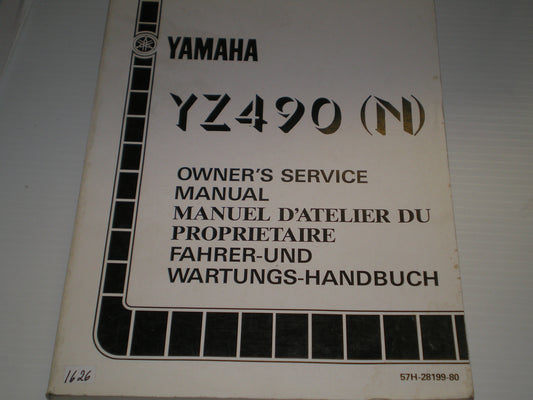 YAMAHA
YZ490 (N)
OWNER'S SERVICE
MANUAL
MANUEL D'ATELIER DU
PROPRIETAIRE
FAHRER-UND
WARTUNGS-HANDBUCH
57H-28199-80
1626